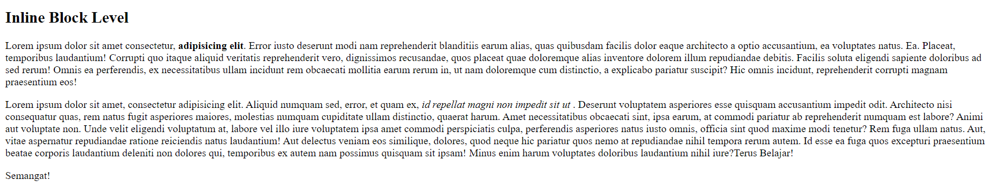 Inline Block Level
Lorem ipsum dolor sit amet consectetur, adipisicing elit. Error iusto deserunt modi nam reprehenderit blanditiis earum alias, quas quibusdam facilis dolor eaque architecto a optio accusantium, ea voluptates natus. Ea. Placeat,
temporibus laudantium! Corrupti quo itaque aliquid veritatis reprehenderit vero, dignissimos recusandae, quos placeat quae doloremque alias inventore dolorem illum repudiandae debitis. Facilis soluta eligendi sapiente doloribus ad
sed rerum! Omnis ea perferendis, ex necessitatibus ullam incidunt rem obcaecati mollitia earum rerum in, ut nam doloremque cum distinctio, a explicabo pariatur suscipit? Hic omnis incidunt, reprehenderit corrupti magnam
praesentium eos!
Lorem ipsum dolor sit amet, consectetur adipisicing elit. Aliquid numquam sed, error, et quam ex, id repellat magni non impedit sit ut . Deserunt voluptatem asperiores esse quisquam accusantium impedit odit. Architecto nisi
consequatur quas, rem natus fugit asperiores maiores, molestias numquam cupiditate ullam distinctio, quaerat harum. Amet necessitatibus obcaecati sint, ipsa earum, at commodi pariatur ab reprehenderit numquam est labore? Animi
aut voluptate non. Unde velit eligendi voluptatum at, labore vel illo iure voluptatem ipsa amet commodi perspiciatis culpa, perferendis asperiores natus iusto omnis, officia sint quod maxime modi tenetur? Rem fuga ullam natus. Aut,
vitae aspernatur repudiandae ratione reiciendis natus laudantium! Aut delectus veniam eos similique, dolores, quod neque hic pariatur quos nemo at repudiandae nihil tempora rerum autem. Id esse ea fuga quos excepturi praesentium
beatae corporis laudantium deleniti non dolores qui, temporibus ex autem nam possimus quisquam sit ipsam! Minus enim harum voluptates doloribus laudantium nihil iure?Terus Belajar!
Semangat!